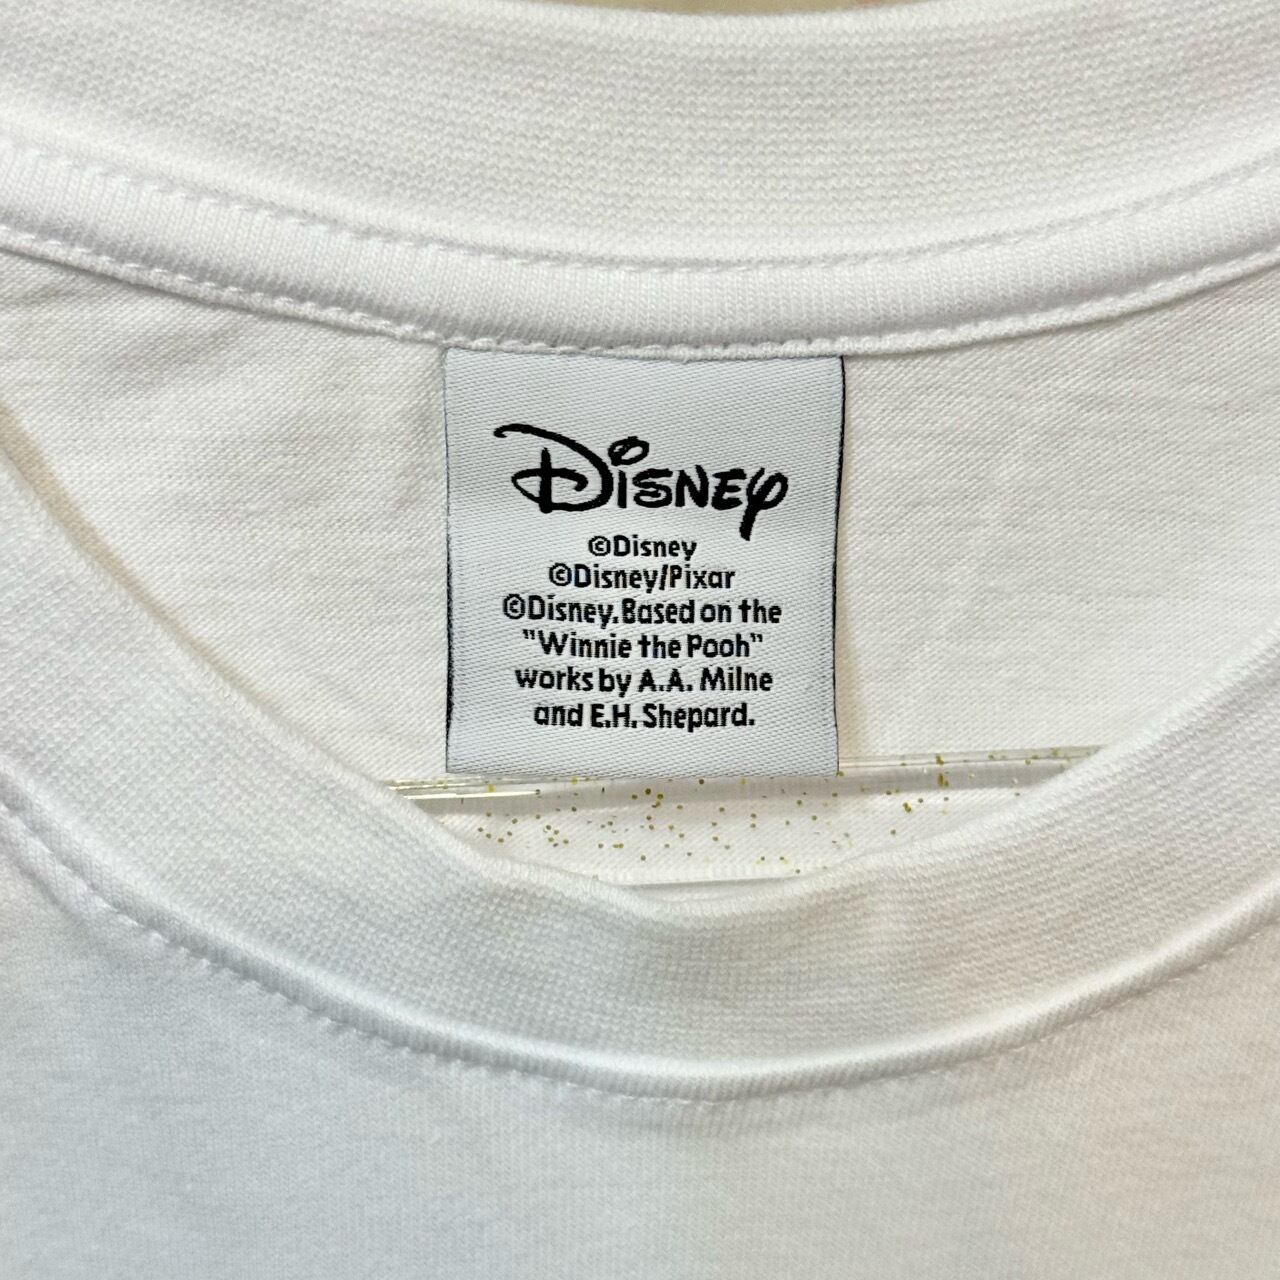 Disney
©Disney
©Disney/Pixar
©Disney.Based on the
"Winnie the Pooh"
works by A.A. Milne
and E.H. Shepard.